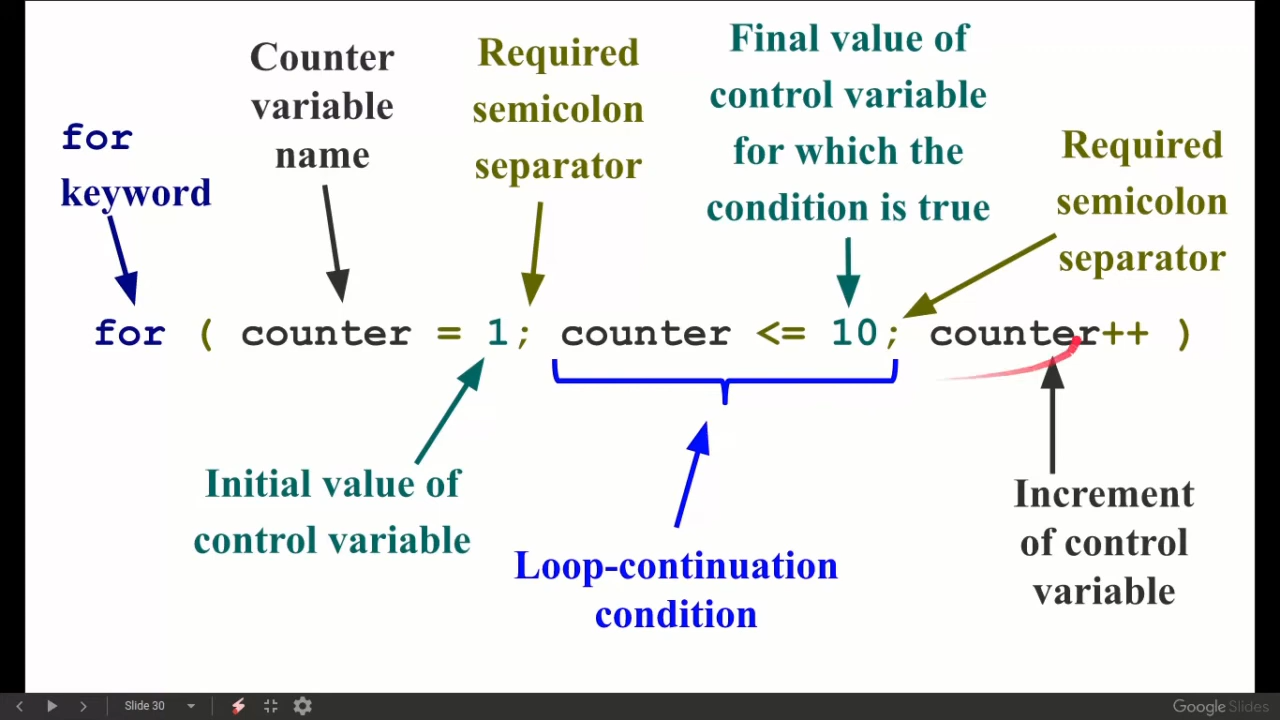 for
keyword
Counter
variable
name
Required
semicolon
separator
Final value of
control variable
for which the
condition is true
Required
semicolon
separator
for ( counter = 1; counter <= 10; counter++ )
Initial value of
control variable
Loop-continuation
condition
Increment
of control
variable
Slide 30
Google Slides